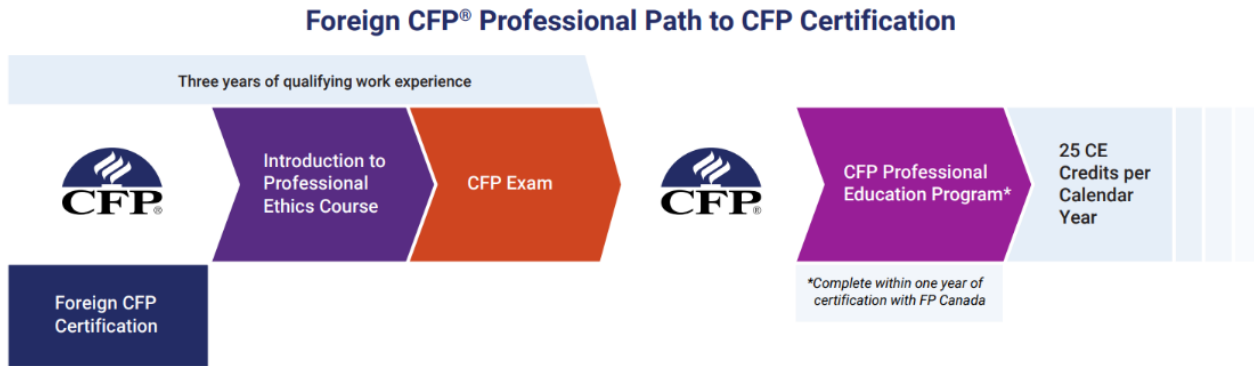 Foreign CFP® Professional Path to CFP Certification
Three years of qualifying work experience
CFP®
Foreign CFP
Certification
Introduction to
Professional
Ethics Course
CFP Exam
CFP®
CFP Professional
Education Program*
*Complete within one year of
certification with FP Canada
25 CE
Credits per
Calendar
Year